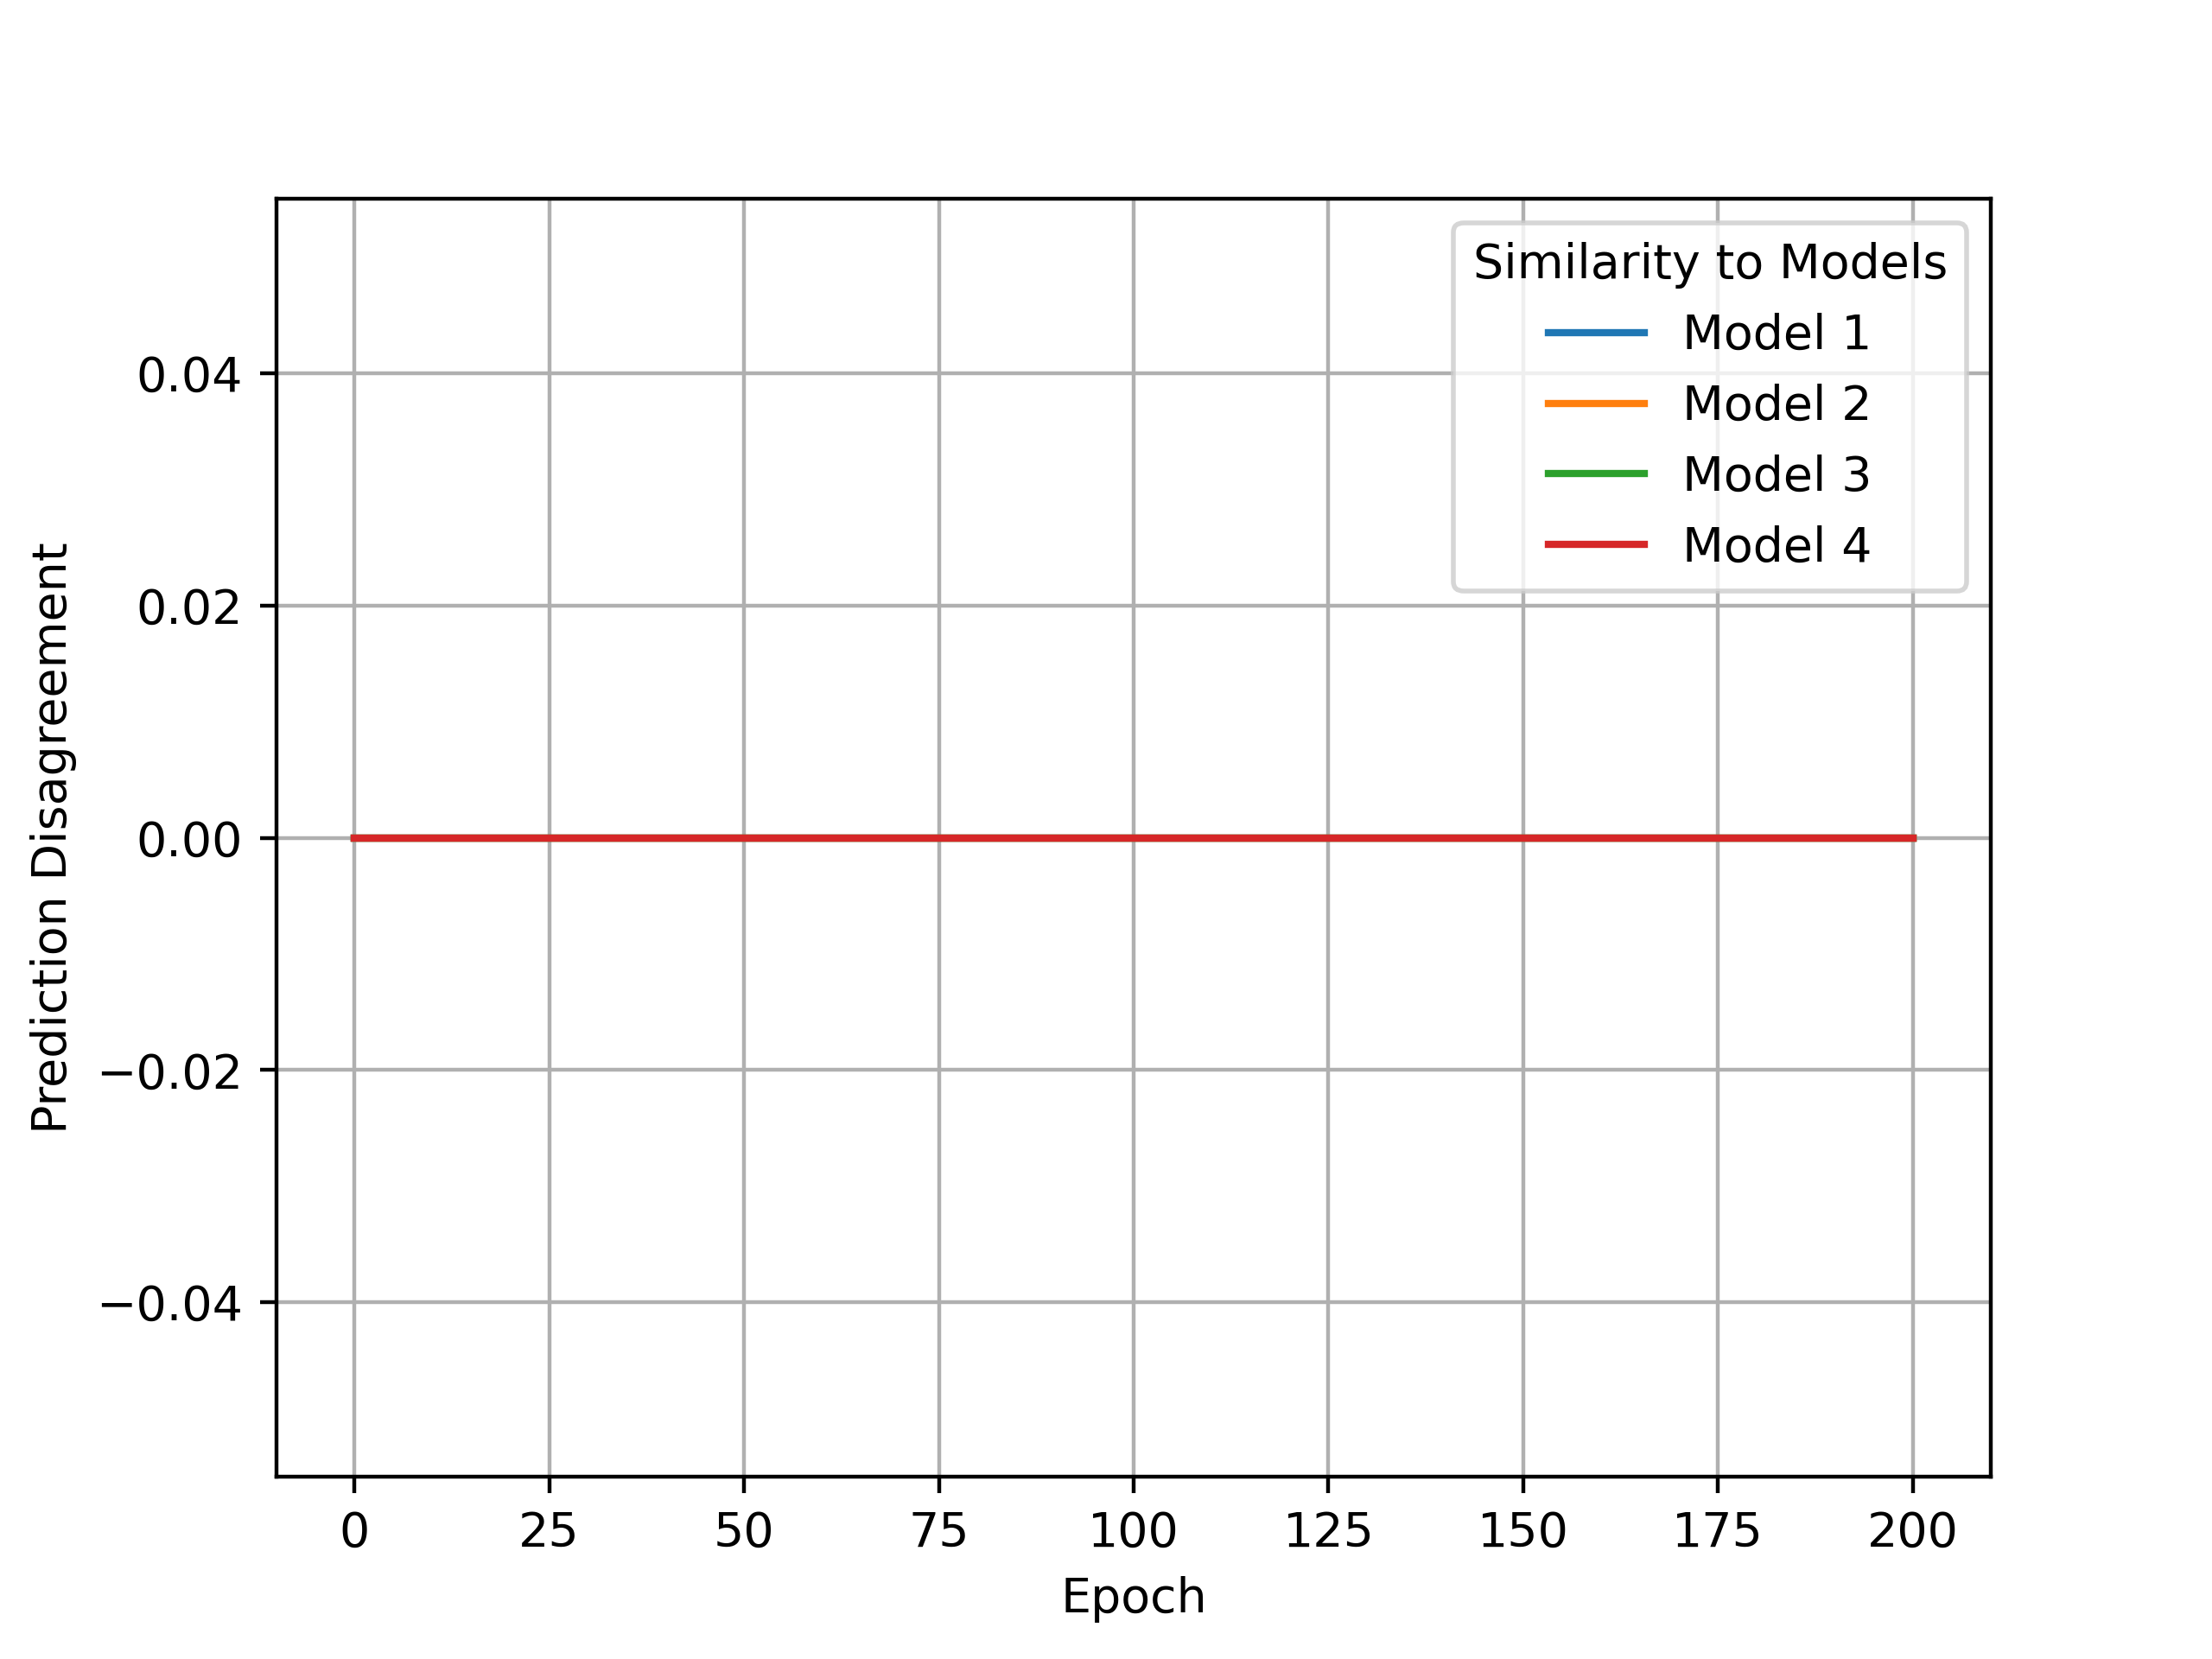 Similarity to Models
Model 1
Model 2
Model 3
Model 4
Prediction Disagreement
0.04
0.02
0.00
−0.02
−0.04
0 25 50 75 100 125 150 175 200
Epoch